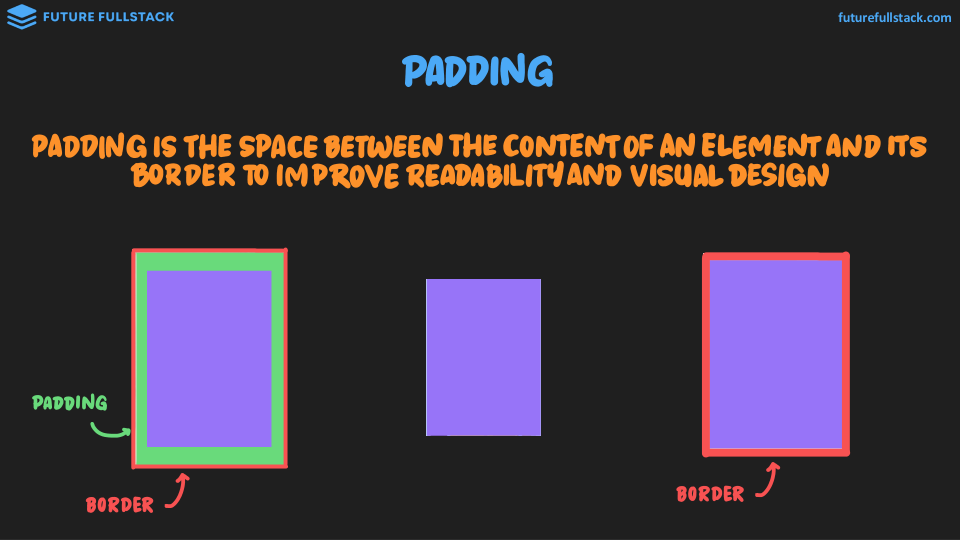 FUTURE FULLSTACK
futurefullstack.com
PADDING
PADDING IS THE SPACE BETWEEN THE CONTENT OF AN ELEMENT AND ITS
BORDER TO IMPROVE READABILITY AND VISUAL DESIGN
PADDING
BORDER
BORDER